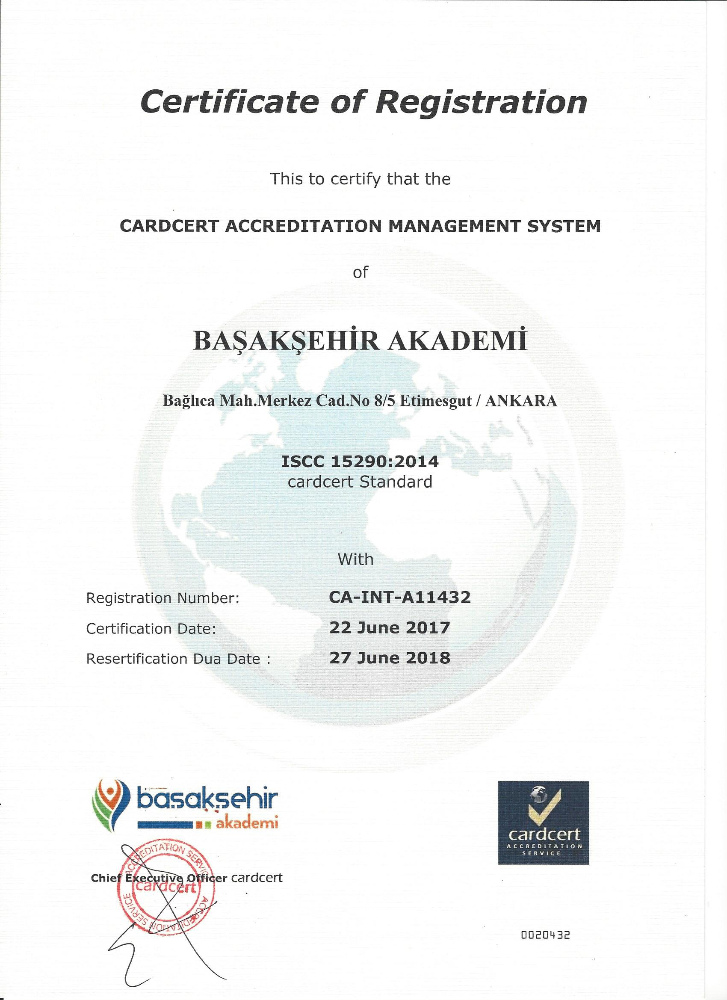 Certificate of Registration
This to certify that the
CARDCERT ACCREDITATION MANAGEMENT SYSTEM
of
BAŞAKŞEHİR AKADEMİ
Bağlıca Mah.Merkez Cad.No 8/5 Etimesgut / ANKARA
ISCC 15290:2014
cardcert Standard
With
Registration Number: CA-INT-A11432
Certification Date: 22 June 2017
Resertification Dua Date : 27 June 2018
başakşehir
akademi
cardcert
ACCREDITATION
SERVICE
Chief Executive Officer cardcert
ACCREDITATION SERVICE
cardcert
ACCREDITATION SERVICE
0020432